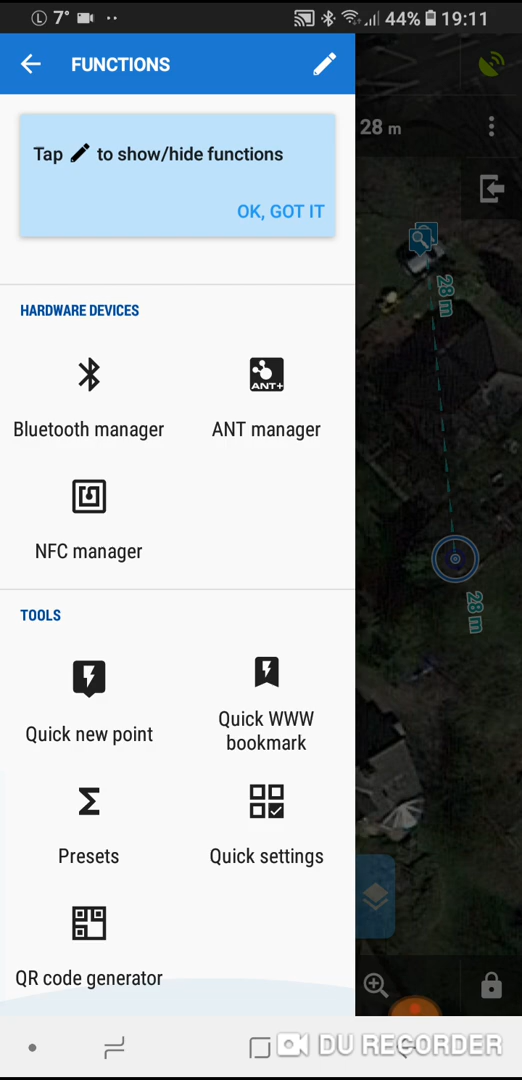 L 7° 44% 19:11
FUNCTIONS
28 m
Tap to show/hide functions
OK, GOT IT
28 m
HARDWARE DEVICES
ANT+
Bluetooth manager
ANT manager
NFC manager
28 m
TOOLS
Quick new point
Quick WWW
bookmark
Presets
Quick settings
QR code generator
DU RECORDER